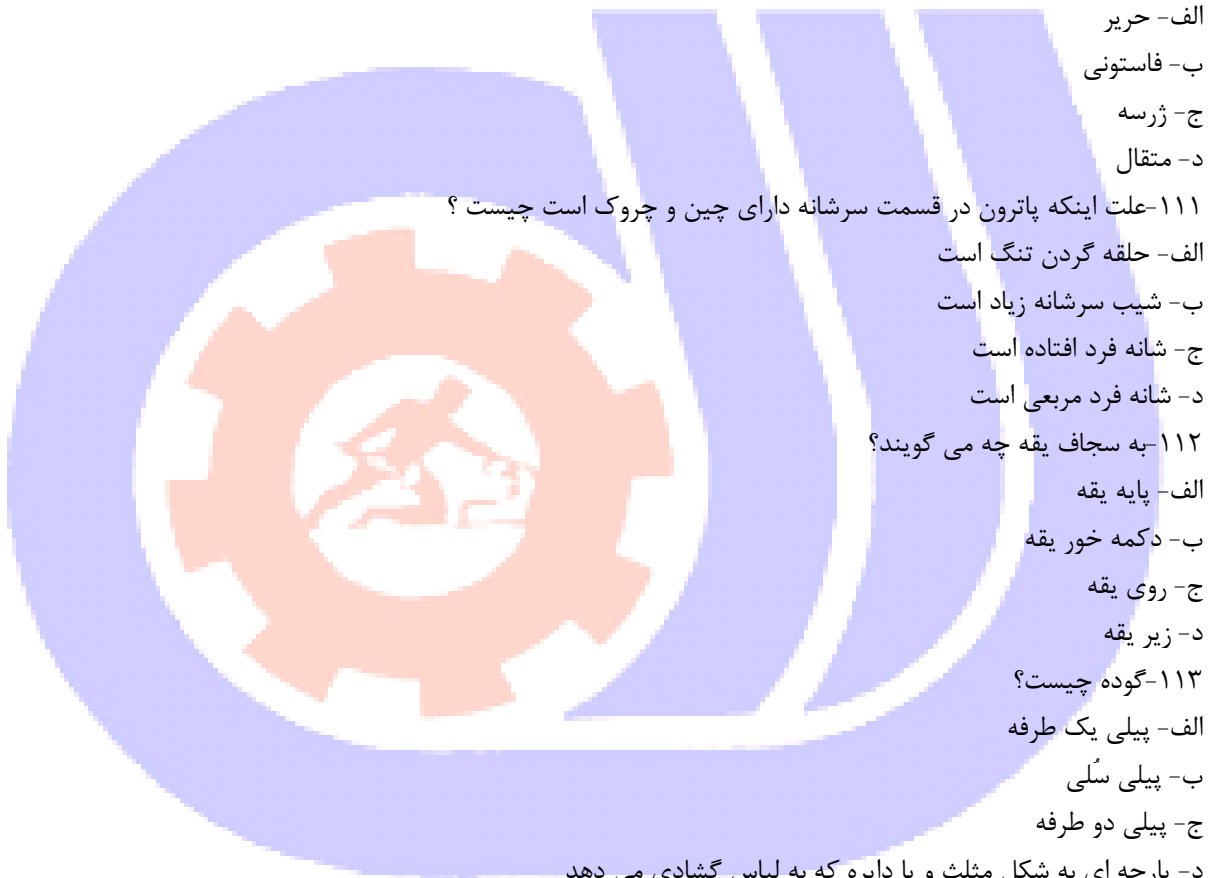 الف- حریر
ب- فاستونی
ج- ژرسه
د- متقال
۱۱۱-علت اینکه پاترون در قسمت سرشانه دارای چین و چروک است چیست ؟
الف- حلقه گردن تنگ است
ب- شیب سرشانه زیاد است
ج- شانه فرد افتاده است
د- شانه فرد مربعی است
۱۱۲-به سجاف یقه چه می گویند؟
الف- پایه یقه
ب- دکمه خور یقه
ج- روی یقه
د- زیر یقه
۱۱۳-گوده چیست؟
الف- پیلی یک طرفه
ب- پیلی سُلی
ج- پیلی دو طرفه
د- پارچه ای به شکل مثلث و یا دایره که به لباس گشادی می دهد